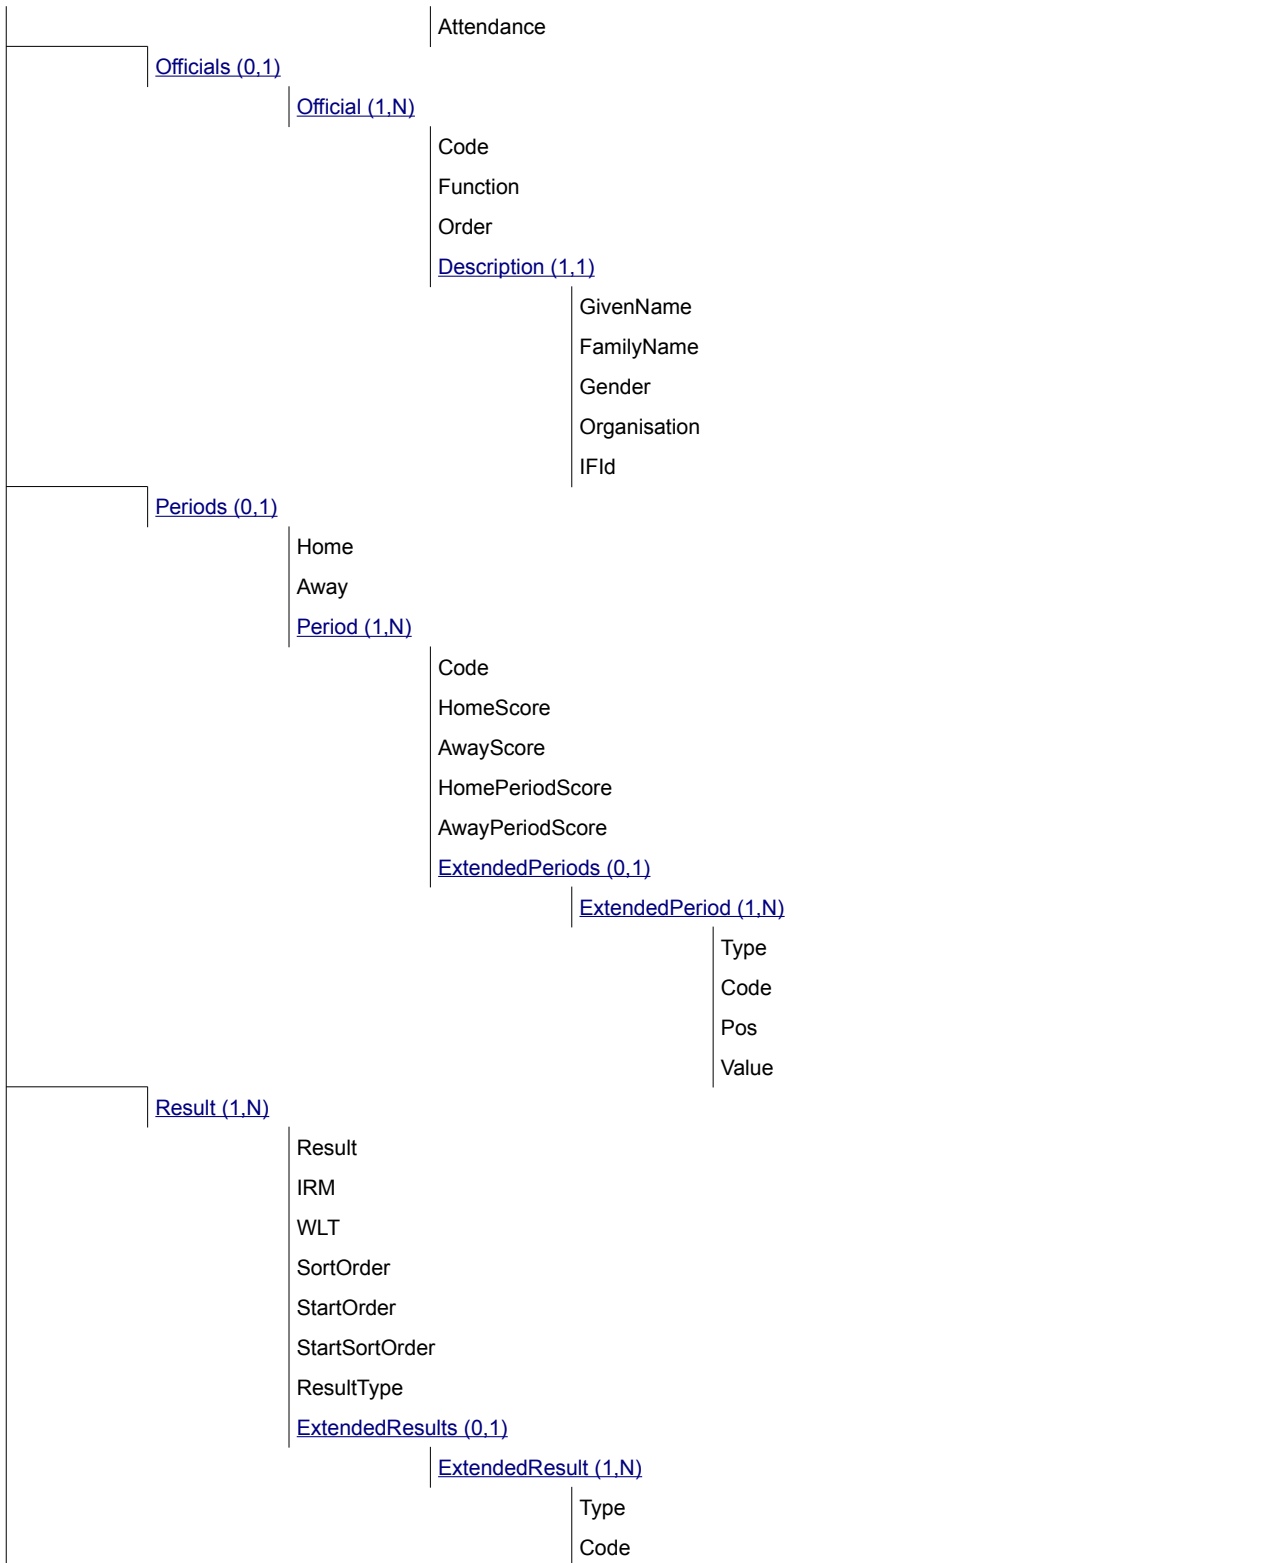 Attendance
Officials (0,1)
Official (1,N)
Code
Function
Order
Description (1,1)
GivenName
FamilyName
Gender
Organisation
IFId
Periods (0,1)
Home
Away
Period (1,N)
Code
HomeScore
AwayScore
HomePeriodScore
AwayPeriodScore
ExtendedPeriods (0,1)
ExtendedPeriod (1,N)
Type
Code
Pos
Value
Result (1,N)
Result
IRM
WLT
SortOrder
StartOrder
StartSortOrder
ResultType
ExtendedResults (0,1)
ExtendedResult (1,N)
Type
Code